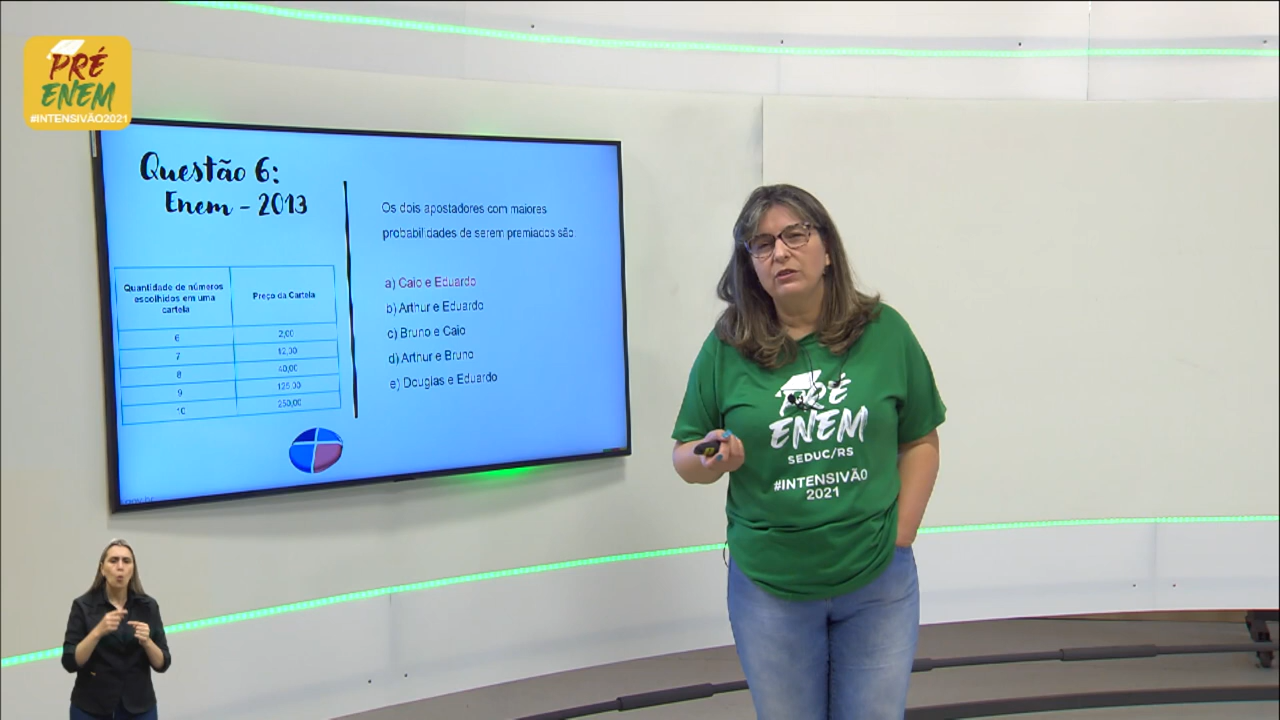 PRÉ
ENEM
#INTENSIVÃO2021
Questão 6:
Enem - 2013
Quantidade de números
escolhidos em uma
cartela
Preço da Cartela
6
2,00
7
12,00
8
40,00
9
125,00
10
250,00
Os dois apostadores com maiores
probabilidades de serem premiados são:
a) Caio e Eduardo
b) Arthur e Eduardo
c) Bruno e Caio
d) Arthur e Bruno
e) Douglas e Eduardo
PRÉ
ENEM
SEDUC/RS
#INTENSIVÃO
2021